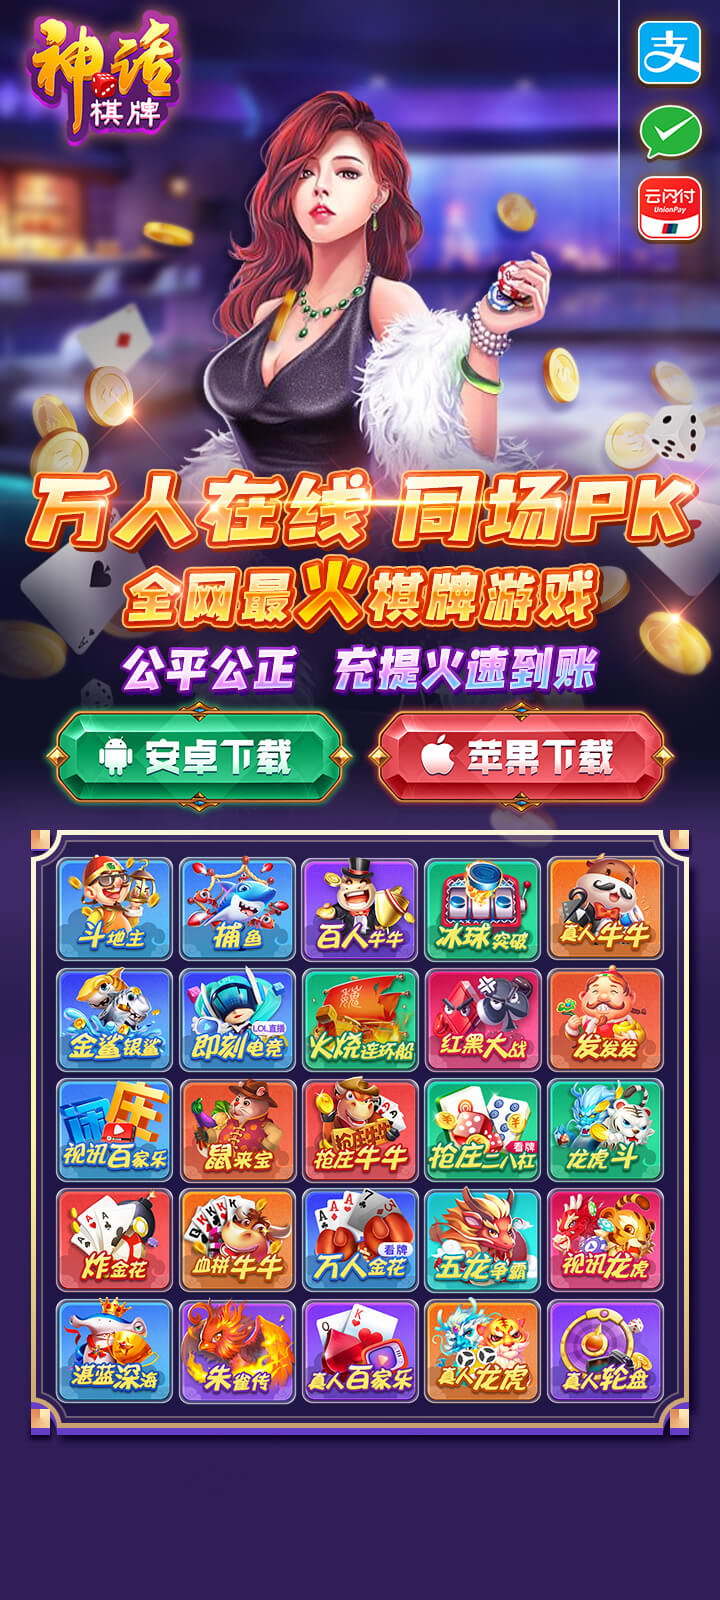 神话
棋牌
支
云闪付
UnionPay
万人在线 同场PK
全网最火棋牌游戏
公平公正 充提火速到账
安卓下载
苹果下载
斗地主
捕鱼
百人牛牛
冰球突破
真人牛牛
金鲨银鲨
LOL直播
即刻电竞
火烧连环船
红黑大战
发发发
闲 庄
视讯百家乐
鼠来宝
抢庄牛牛
抢庄牛牛
看牌
抢庄二八杠
龙虎斗
炸金花
血拼牛牛
看牌
万人金花
五龙争霸
视讯龙虎
湛蓝深海
朱雀传
真人百家乐
真人龙虎
真人轮盘